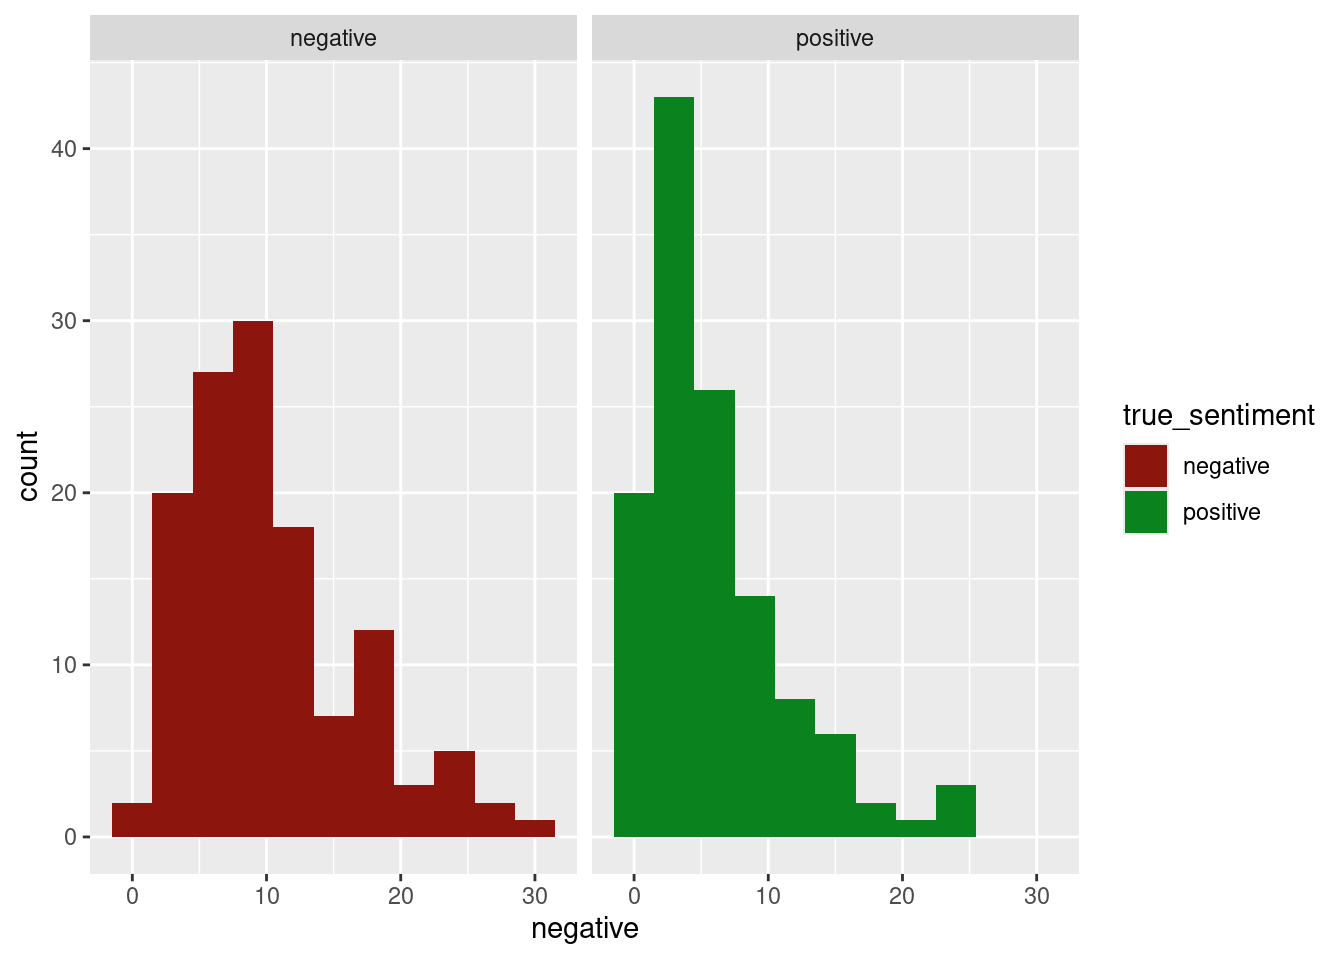 negative
positive
count
40
30
20
10
0
0 10 20 30
0 10 20 30
negative
true_sentiment
negative
positive